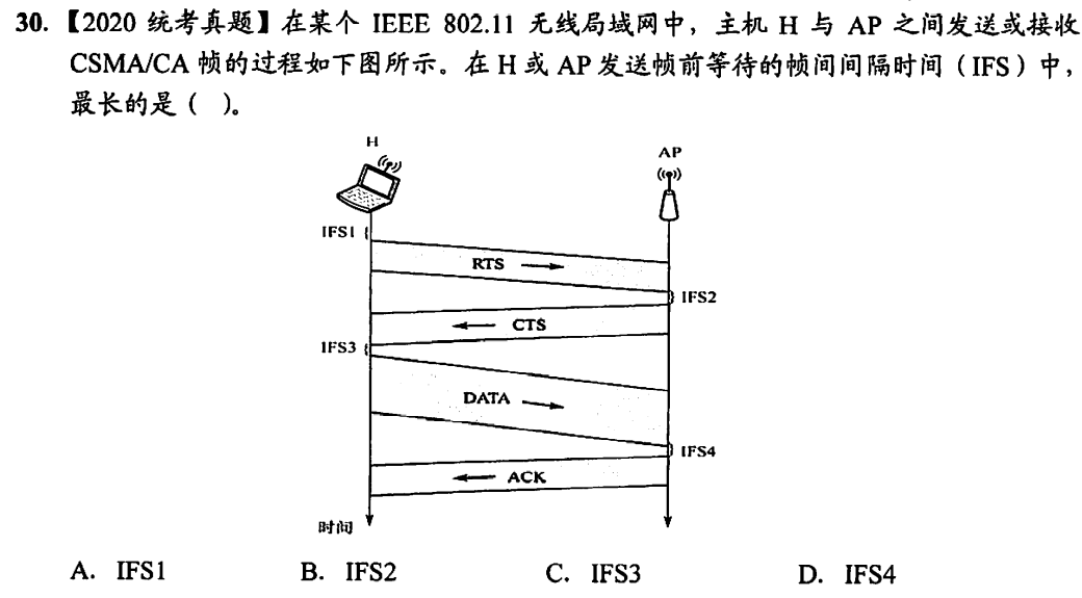 30.【2020 统考真题】在某个 IEEE 802.11 无线局域网中，主机 H 与 AP 之间发送或接收
CSMA/CA 帧的过程如下图所示。在 H 或 AP 发送帧前等待的帧间间隔时间（IFS）中，
最长的是（ ）。
H
AP
IFS1
RTS
IFS2
CTS
IFS3
DATA
IFS4
ACK
时间
A. IFS1 B. IFS2 C. IFS3 D. IFS4